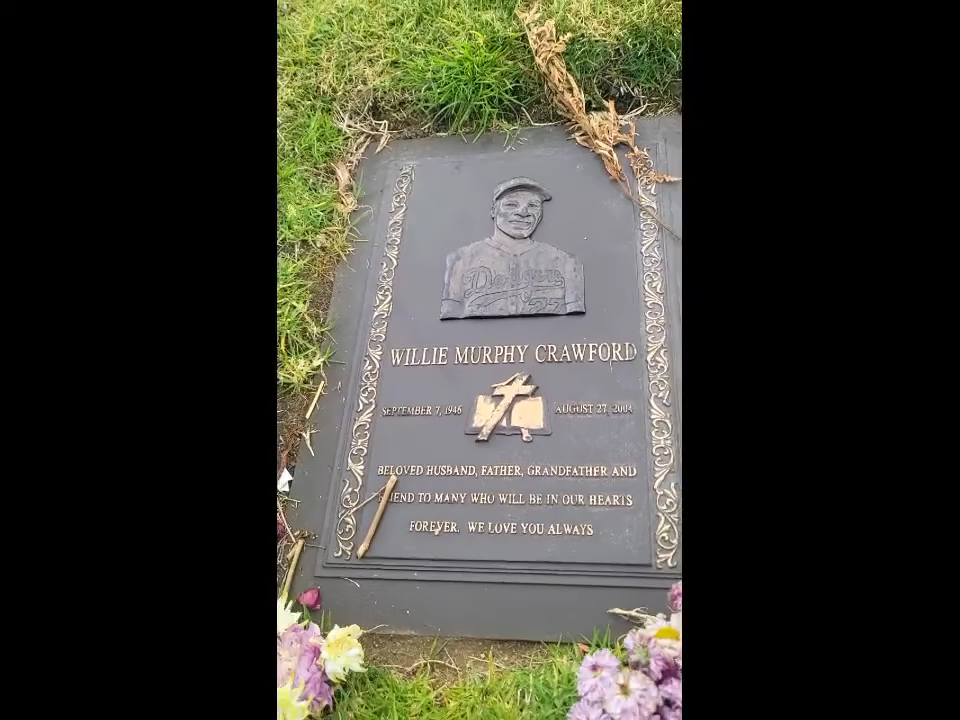 Dodgers
27
WILLIE MURPHY CRAWFORD
SEPTEMBER 7, 1946 AUGUST 27, 2004
BELOVED HUSBAND, FATHER, GRANDFATHER AND
FRIEND TO MANY WHO WILL BE IN OUR HEARTS
FOREVER. WE LOVE YOU ALWAYS